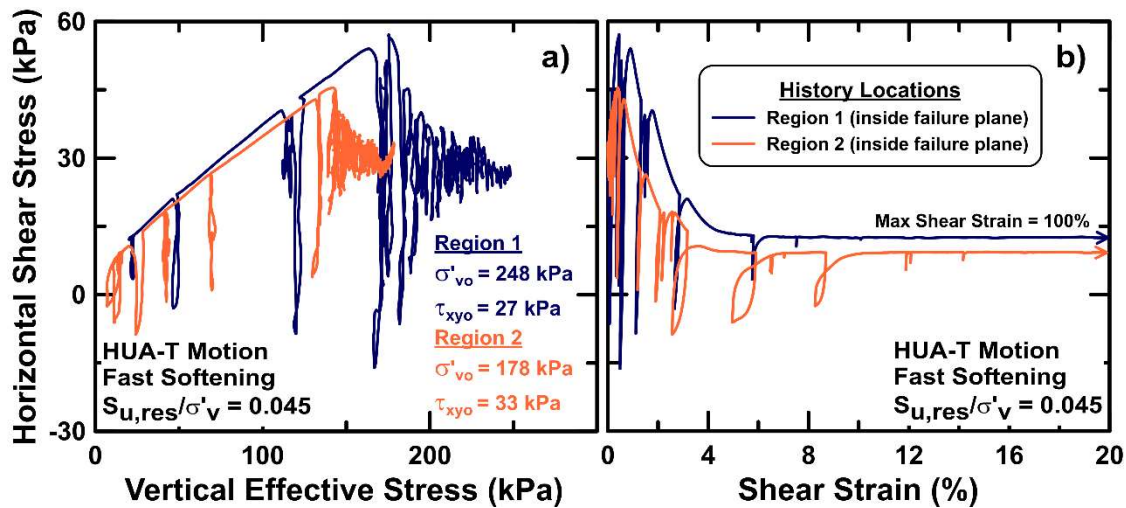 Horizontal Shear Stress (kPa)
60
30
0
-30
a)
Region 1
σ'vo = 248 kPa
τxyo = 27 kPa
Region 2
σ'vo = 178 kPa
τxyo = 33 kPa
HUA-T Motion
Fast Softening
Su,res/σ'v = 0.045
0
100
200
Vertical Effective Stress (kPa)
b)
History Locations
Region 1 (inside failure plane)
Region 2 (inside failure plane)
Max Shear Strain = 100%
HUA-T Motion
Fast Softening
Su,res/σ'v = 0.045
0
4
8
12
16
20
Shear Strain (%)